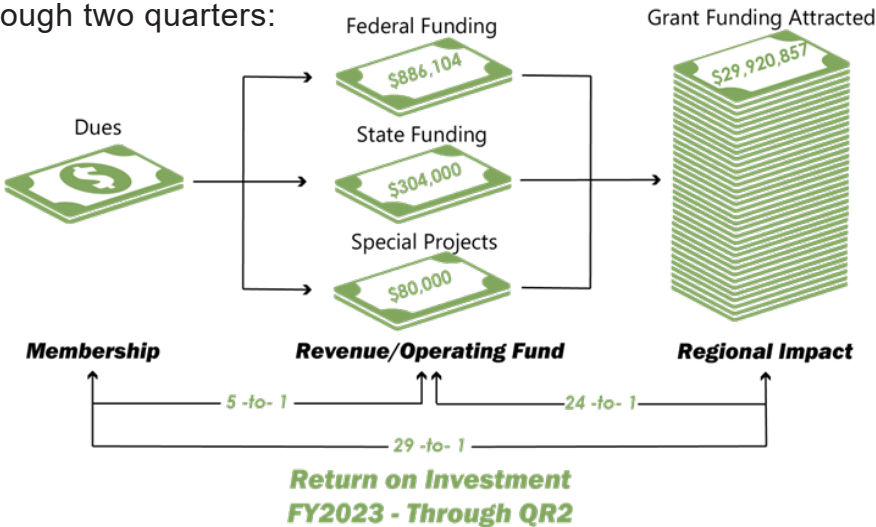 ough two quarters:
Federal Funding
Grant Funding Attracted
$886,104
$29,920,857
Dues
State Funding
$
$304,000
Special Projects
$80,000
Membership
Revenue/Operating Fund
Regional Impact
5 -to- 1
24 -to- 1
29 -to- 1
Return on Investment
FY2023 - Through QR2